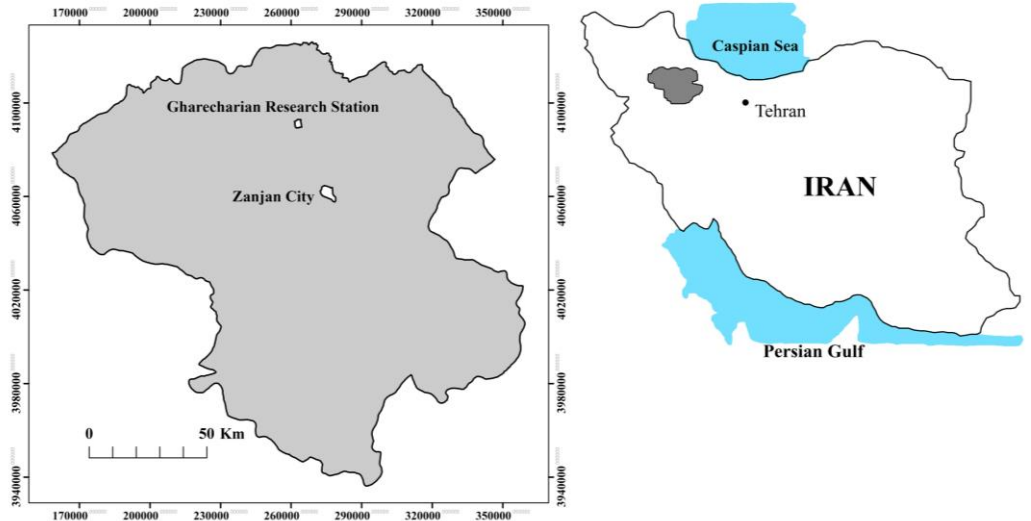 170000 200000 230000 260000 290000 320000 350000
4100000
4060000
4020000
3980000
3940000
Gharecharian Research Station
Zanjan City
0 50 Km
4100000
4060000
4020000
3980000
3940000
170000 200000 230000 260000 290000 320000 350000
Caspian Sea
Tehran
IRAN
Persian Gulf